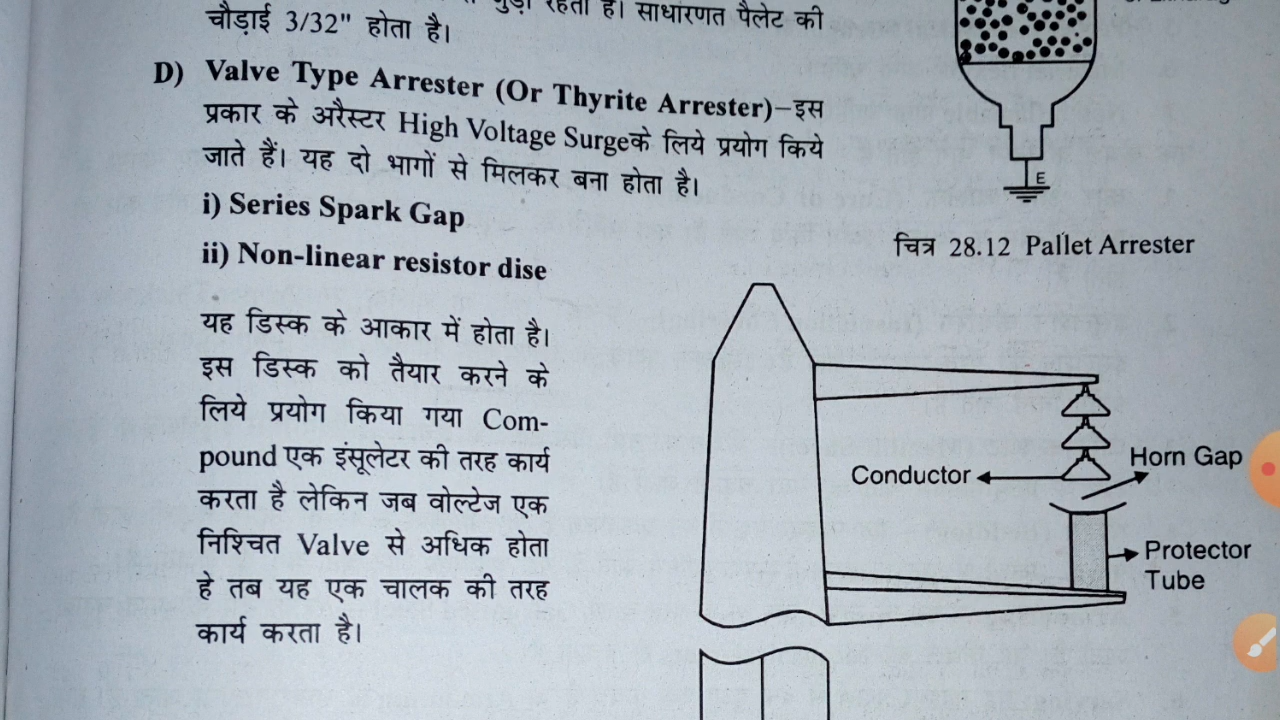 रहता है। साधारणत पैलेट की
चौड़ाई 3/32" होता है।
D) Valve Type Arrester (Or Thyrite Arrester)–इस
प्रकार के अरैस्टर High Voltage Surgeके लिये प्रयोग किये
जाते हैं। यह दो भागों से मिलकर बना होता है।
i) Series Spark Gap
ii) Non-linear resistor dise
यह डिस्क के आकार में होता है।
इस डिस्क को तैयार करने के
लिये प्रयोग किया गया Com-
pound एक इंसूलेटर की तरह कार्य
करता है लेकिन जब वोल्टेज एक
निश्चित Valve से अधिक होता
हे तब यह एक चालक की तरह
कार्य करता है।
E
चित्र 28.12 Pallet Arrester
Horn Gap
Conductor
Protector
Tube